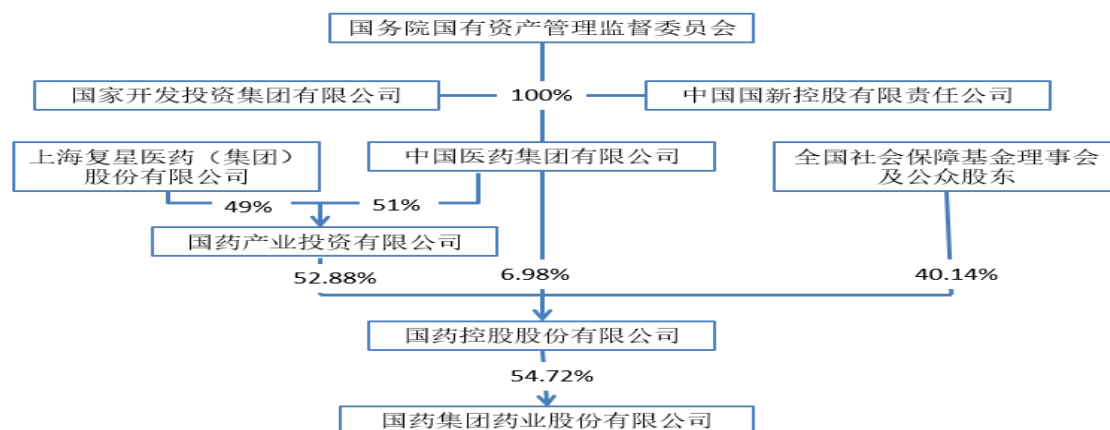 国务院国有资产管理监督委员会
国家开发投资集团有限公司
100%
中国国新控股有限责任公司
上海复星医药（集团）
股份有限公司
中国医药集团有限公司
全国社会保障基金理事会
及公众股东
49%
51%
国药产业投资有限公司
52.88%
6.98%
40.14%
国药控股股份有限公司
54.72%
国药集团药业股份有限公司